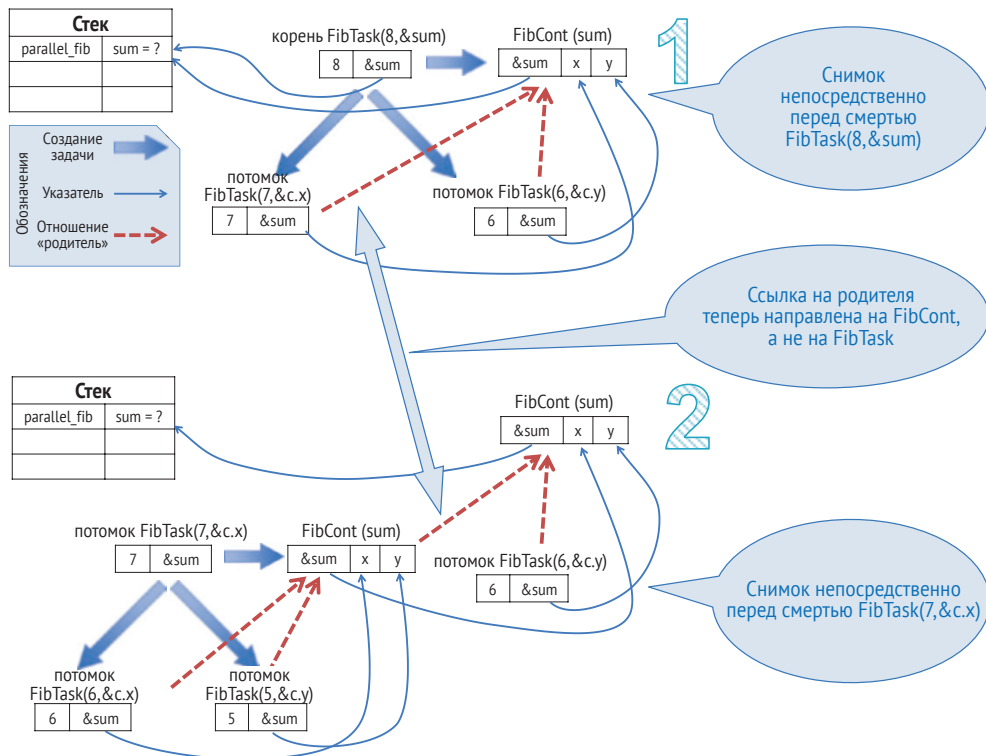 Стек
parallel_fib sum = ?
корень FibTask(8,&sum)
8 &sum
FibCont (sum)
&sum x y
1
Снимок
непосредственно
перед смертью
FibTask(8,&sum)
Обозначения
Создание
задачи
Указатель
Отношение
«родитель»
потомок
FibTask(7,&c.x)
7 &sum
потомок FibTask(6,&c.y)
6 &sum
Ссылка на родителя
теперь направлена на FibCont,
а не на FibTask
Стек
parallel_fib sum = ?
FibCont (sum)
&sum x y
2
потомок FibTask(7,&c.x)
7 &sum
FibCont (sum)
&sum x y
потомок FibTask(6,&c.y)
6 &sum
Снимок непосредственно
перед смертью FibTask(7,&c.x)
потомок
FibTask(6,&c.x)
6 &sum
потомок
FibTask(5,&c.y)
5 &sum